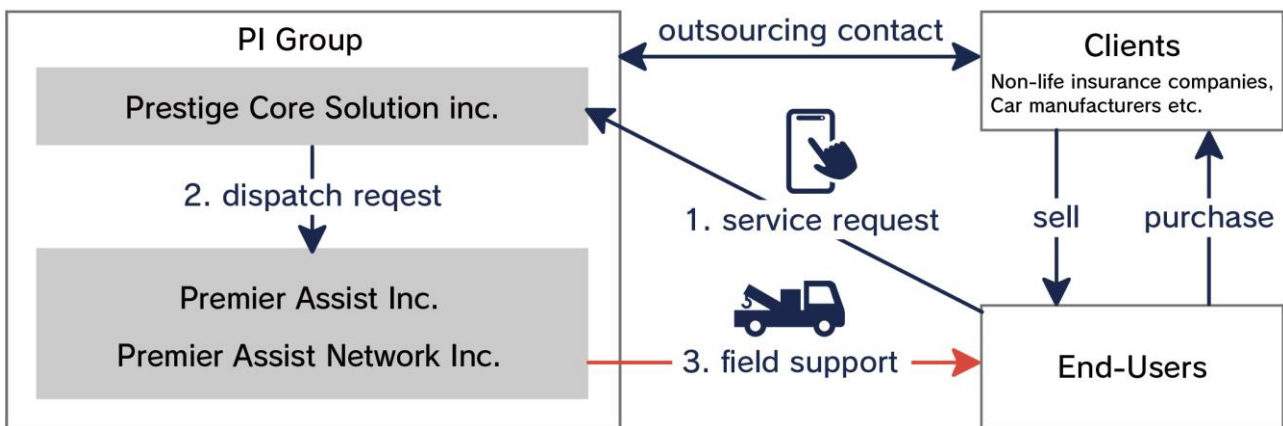 PI Group
Prestige Core Solution inc.
2. dispatch reqest
Premier Assist Inc.
Premier Assist Network Inc.
outsourcing contact
1. service request
3. field support
Clients
Non-life insurance companies,
Car manufacturers etc.
sell
purchase
End-Users